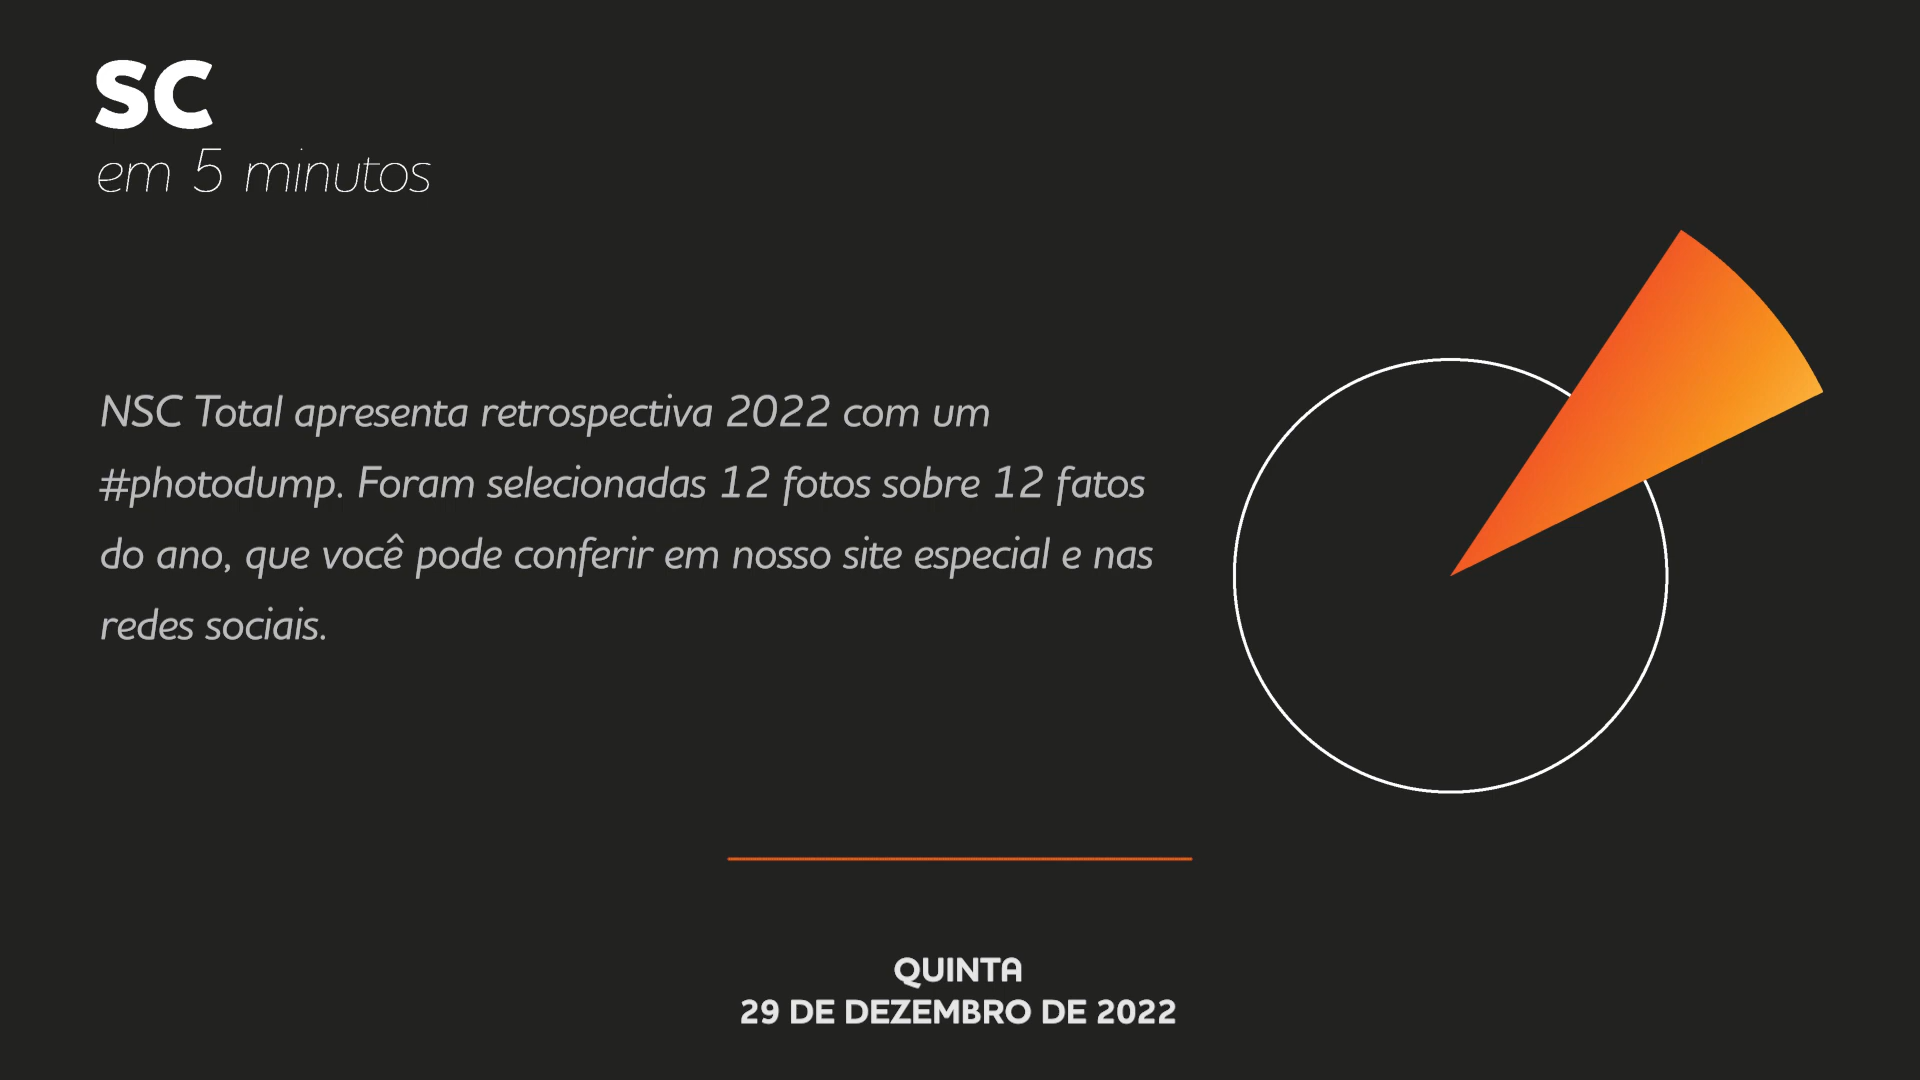 SC
em 5 minutos
NSC Total apresenta retrospectiva 2022 com um
#photodump. Foram selecionadas 12 fotos sobre 12 fatos
do ano, que você pode conferir em nosso site especial e nas
redes sociais.
QUINTA
29 DE DEZEMBRO DE 2022